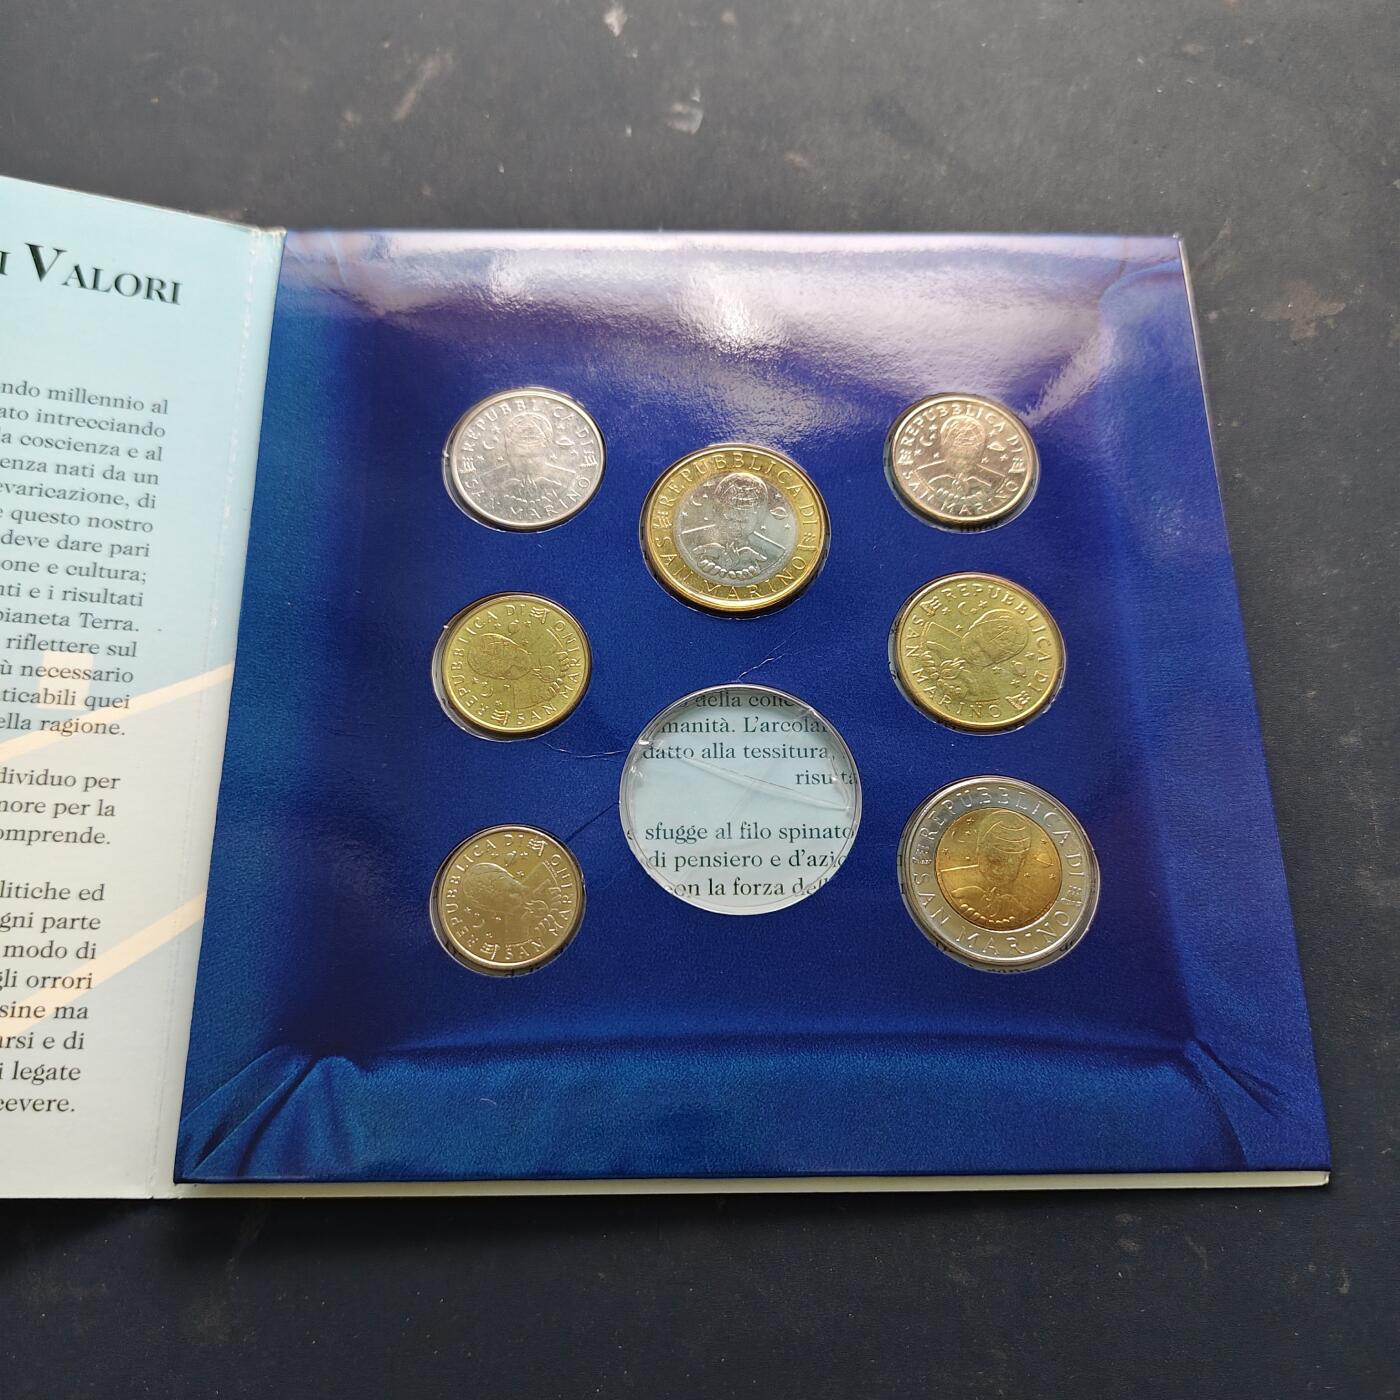 I VALORI
ndo millennio al
ato intrecciando
la coscienza e al
enza nati da un
evaricazione, di
e questo nostro
deve dare pari
one e cultura;
nti e i risultati
pianeta Terra.
riflettere sul
ù necessario
ticabili quei
ella ragione.
dividuo per
more per la
omprende.
litiche ed
gni parte
modo di
gli orrori
sine ma
arsi e di
i legate
eevere.
REPUBBLICA DI
SAN MARINO
REPUBBLICA DI
SAN MARINO
REPUBBLICA DI
SAN MARINO
REPUBBLICA DI
SAN MARINO
REPUBBLICA DI
SAN MARINO
della
manità. L'arcola
datto alla tessitura,
risulta
sfugge al filo spinato
di pensiero e d'azio
con la forza del
REPUBBLICA DI
SAN MARINO
REPUBBLICA DI
SAN MARINO